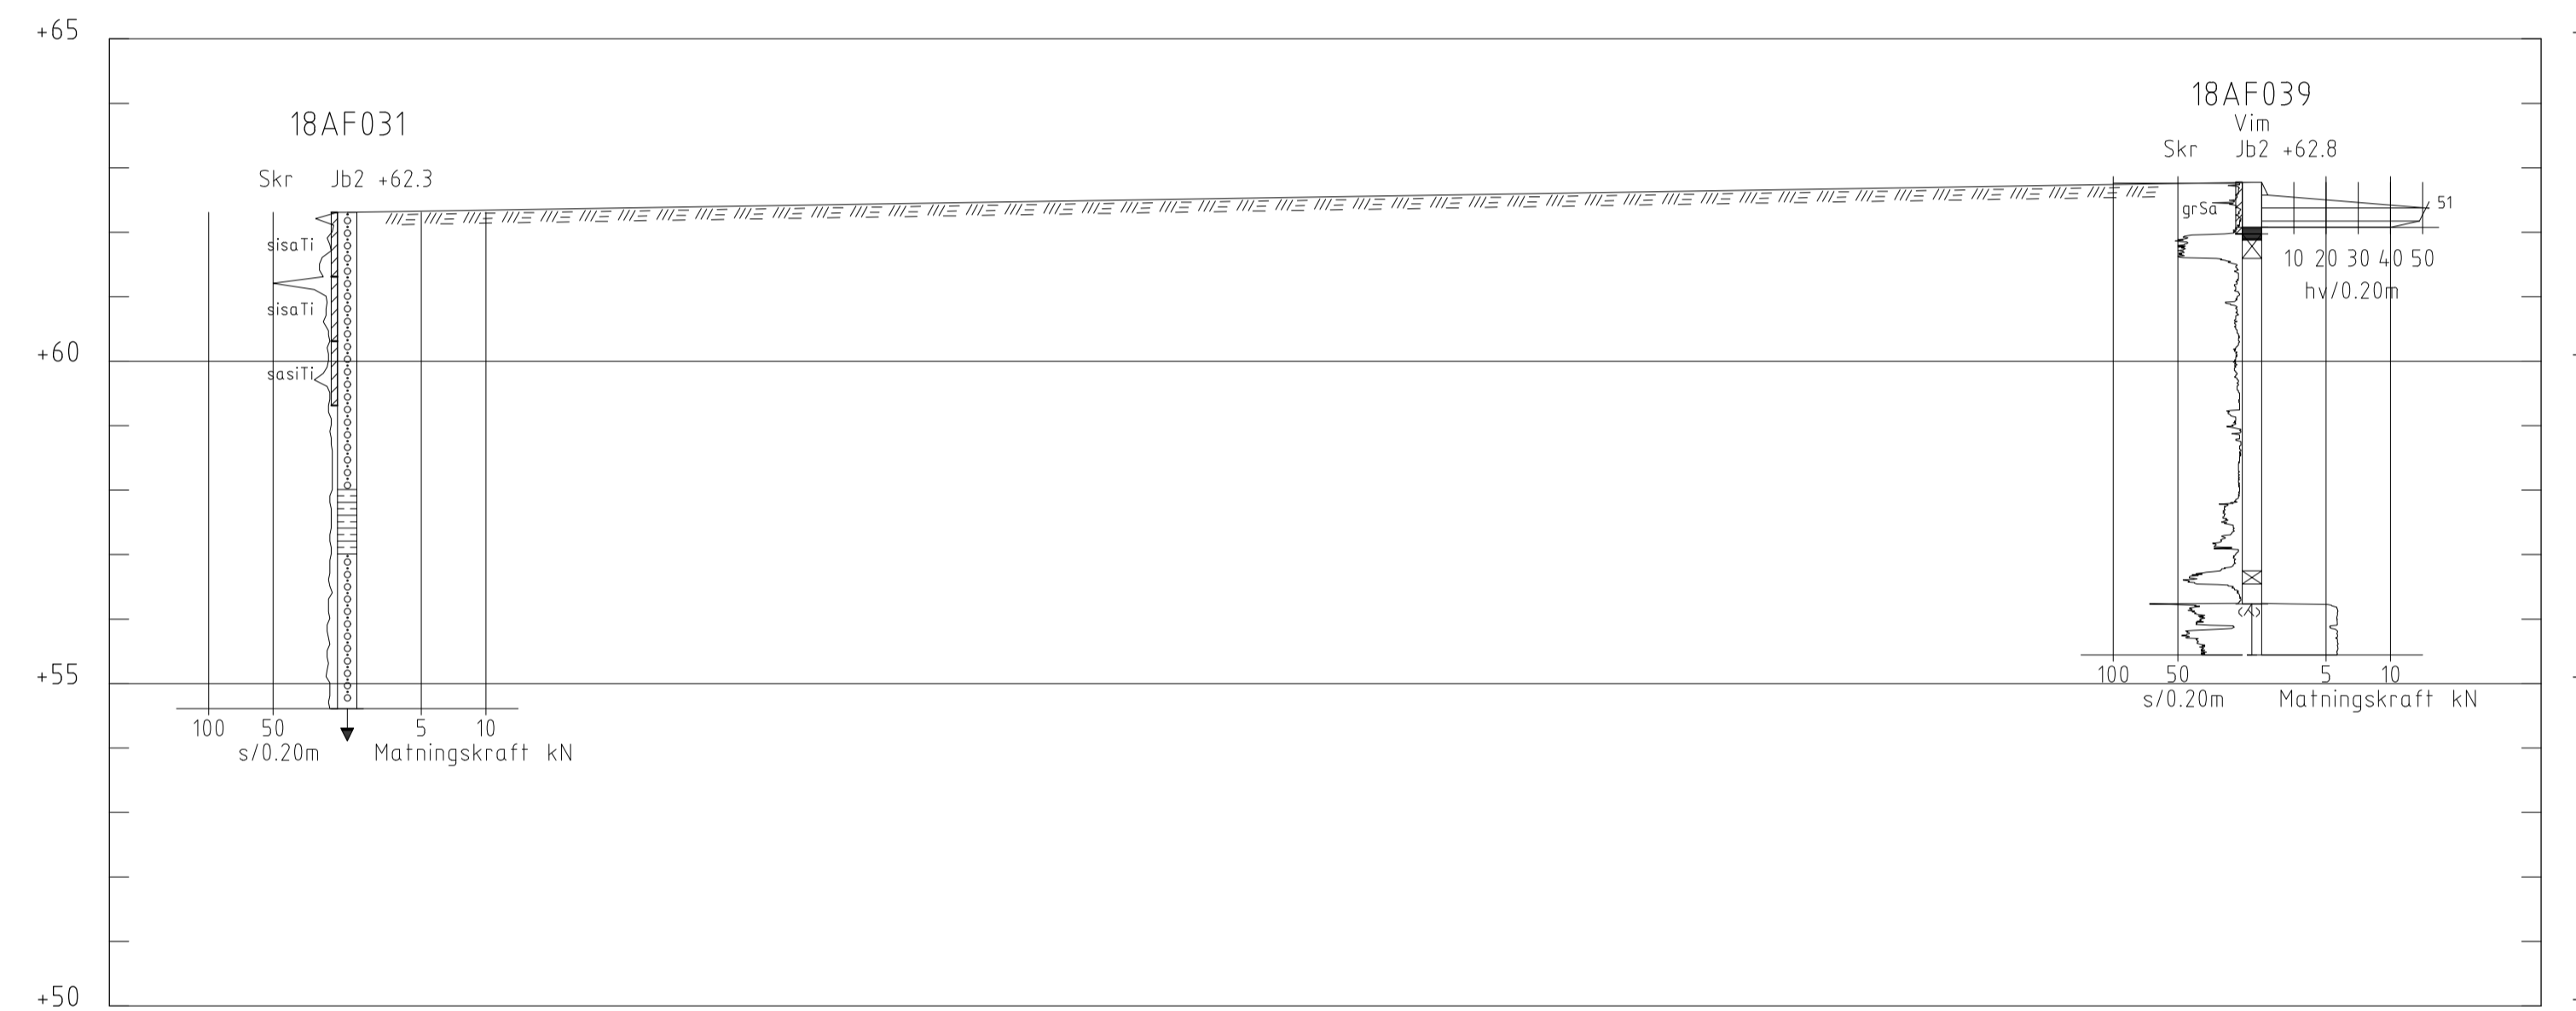 +65
18AF039
Vim
Skr Jb2 +62.8
18AF031
Skr Jb2 +62.3
grSa
51
sisaTi
10 20 30 40 50
hv/0.20m
sisaTi
+60
sasiTi
+55
100 50 5 10
s/0.20m Matningskraft kN
100 50 5 10
s/0.20m Matningskraft kN
+50